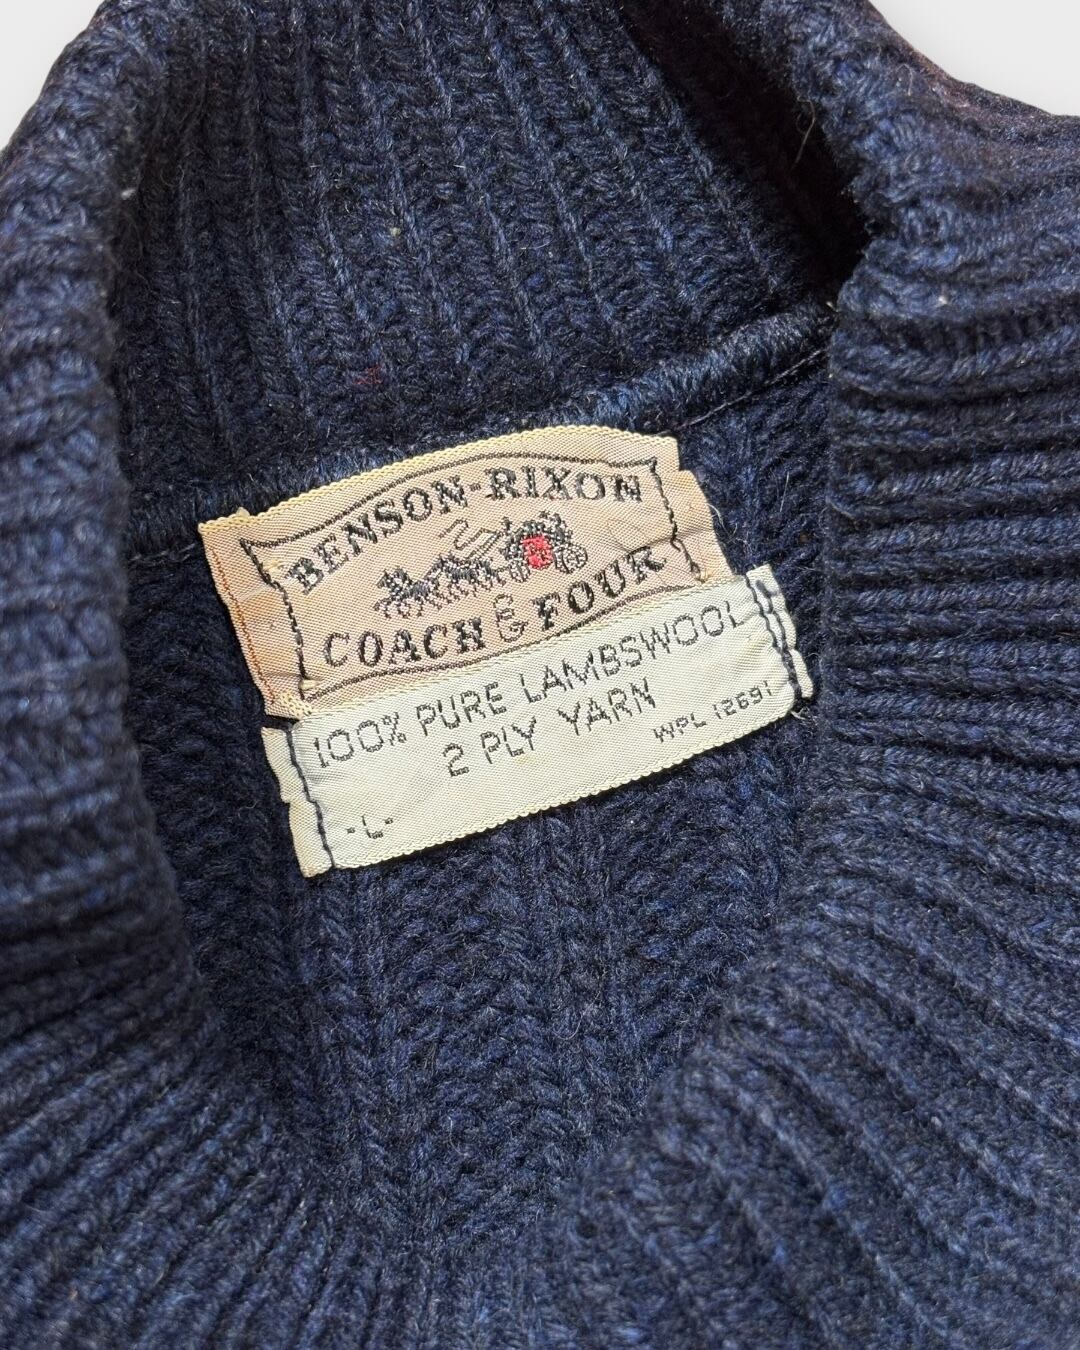 BENSON-RIXON
COACH & FOUR
100% PURE LAMBSWOOL
2 PLY YARN
WPL 12691
-L-